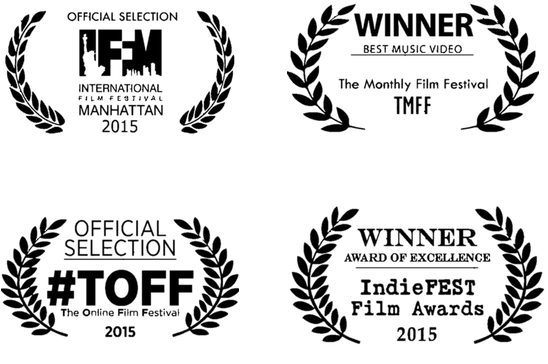 OFFICIAL SELECTION
IFFM
INTERNATIONAL
FILM FESTIVAL
MANHATTAN
2015
WINNER
BEST MUSIC VIDEO
The Monthly Film Festival
TMFF
OFFICIAL
SELECTION
#TOFF
The Online Film Festival
2015
WINNER
AWARD OF EXCELLENCE
IndieFEST
Film Awards
2015